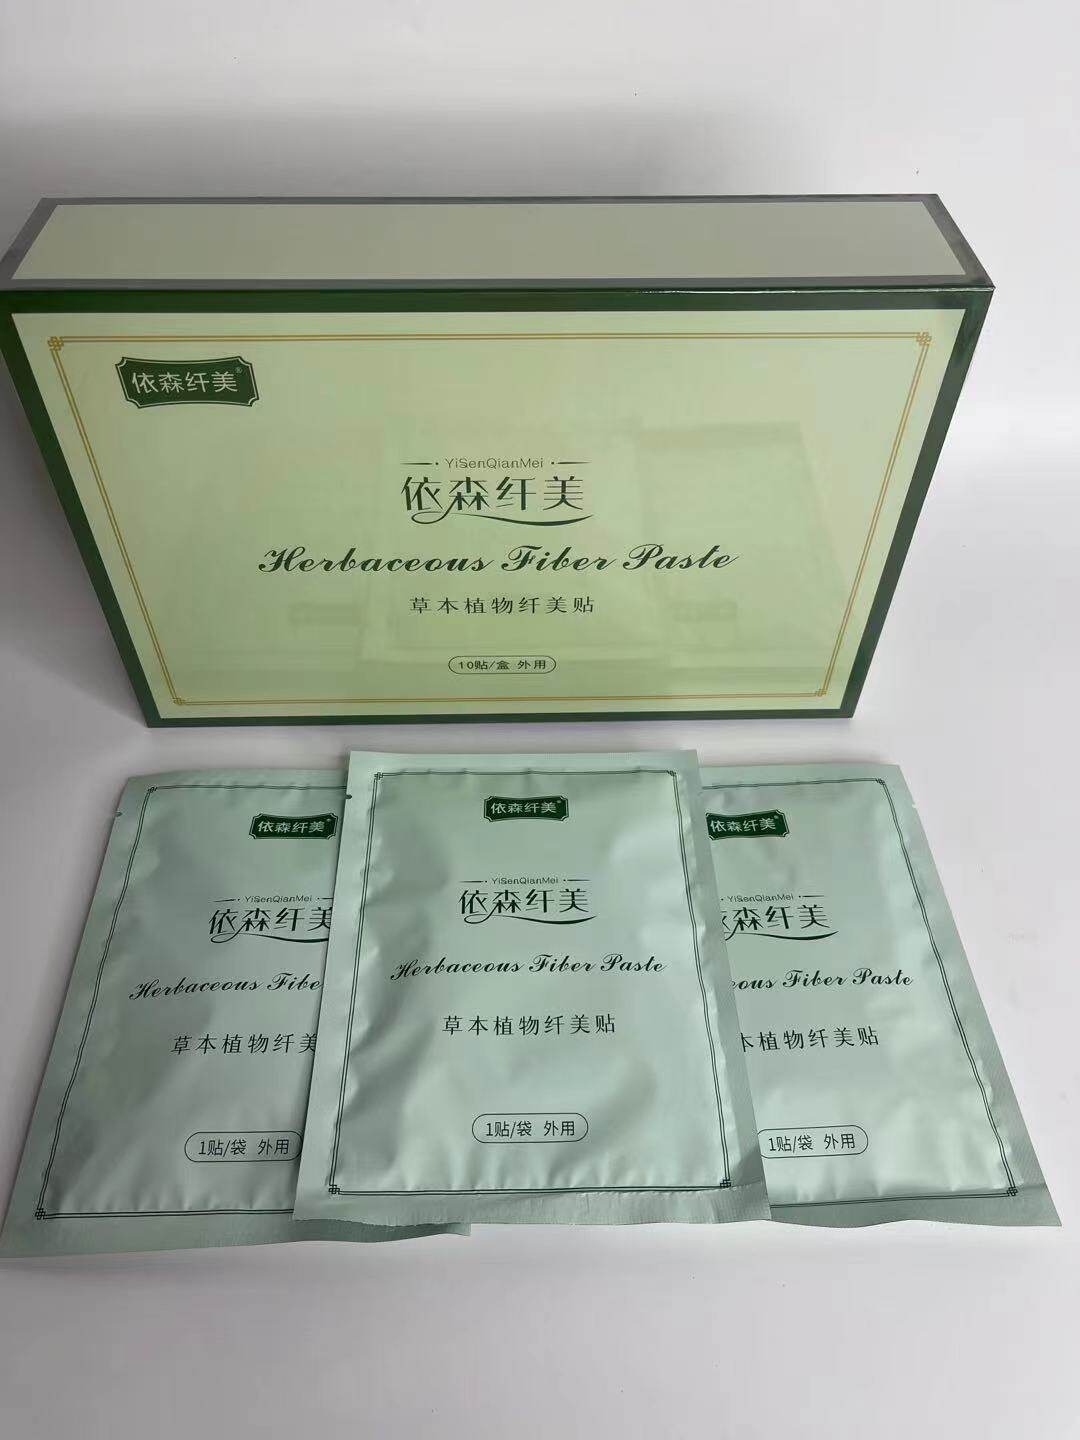 依森纤美®
YiSenQianMei
依森纤美
Herbaceous Fiber Paste
草本植物纤美贴
10贴/盒 外用
依森纤美®
YiSenQianMei
依森纤美
Herbaceous Fibe
草本植物纤美
1贴/袋 外用
依森纤美®
YiSenQianMei
依森纤美
Herbaceous Fiber Paste
草本植物纤美贴
1贴/袋 外用
依森纤美®
YiSenQianMei
森纤美
eous Fiber Paste
本植物纤美贴
1贴/袋 外用